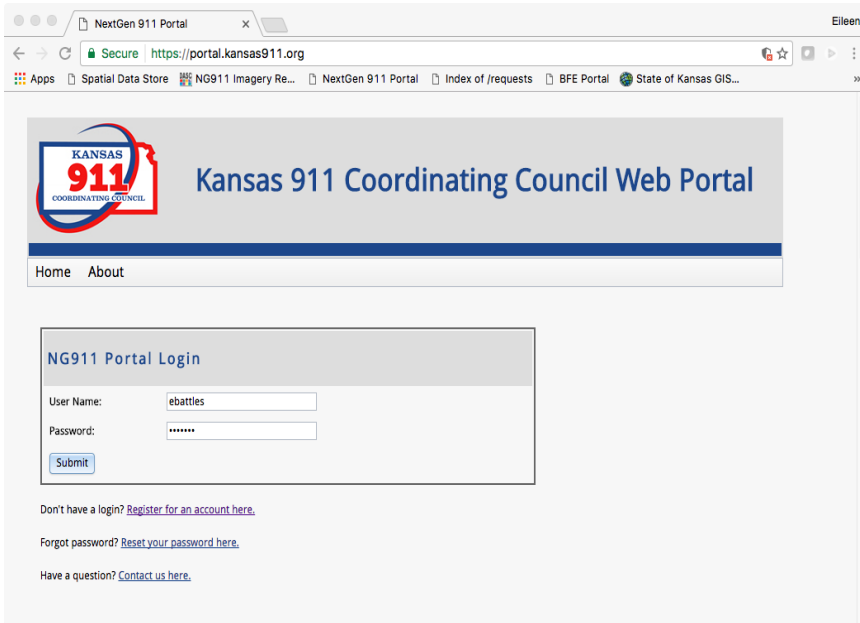 NextGen 911 Portal
Eileen
Secure https://portal.kansas911.org
Apps Spatial Data Store NG911 Imagery Re... NextGen 911 Portal Index of /requests BFE Portal State of Kansas GIS... »
KANSAS
911
COORDINATING COUNCIL
Kansas 911 Coordinating Council Web Portal
Home About
NG911 Portal Login
User Name: ebattles
Password: •••••••
Submit
Don't have a login? Register for an account here.
Forgot password? Reset your password here.
Have a question? Contact us here.